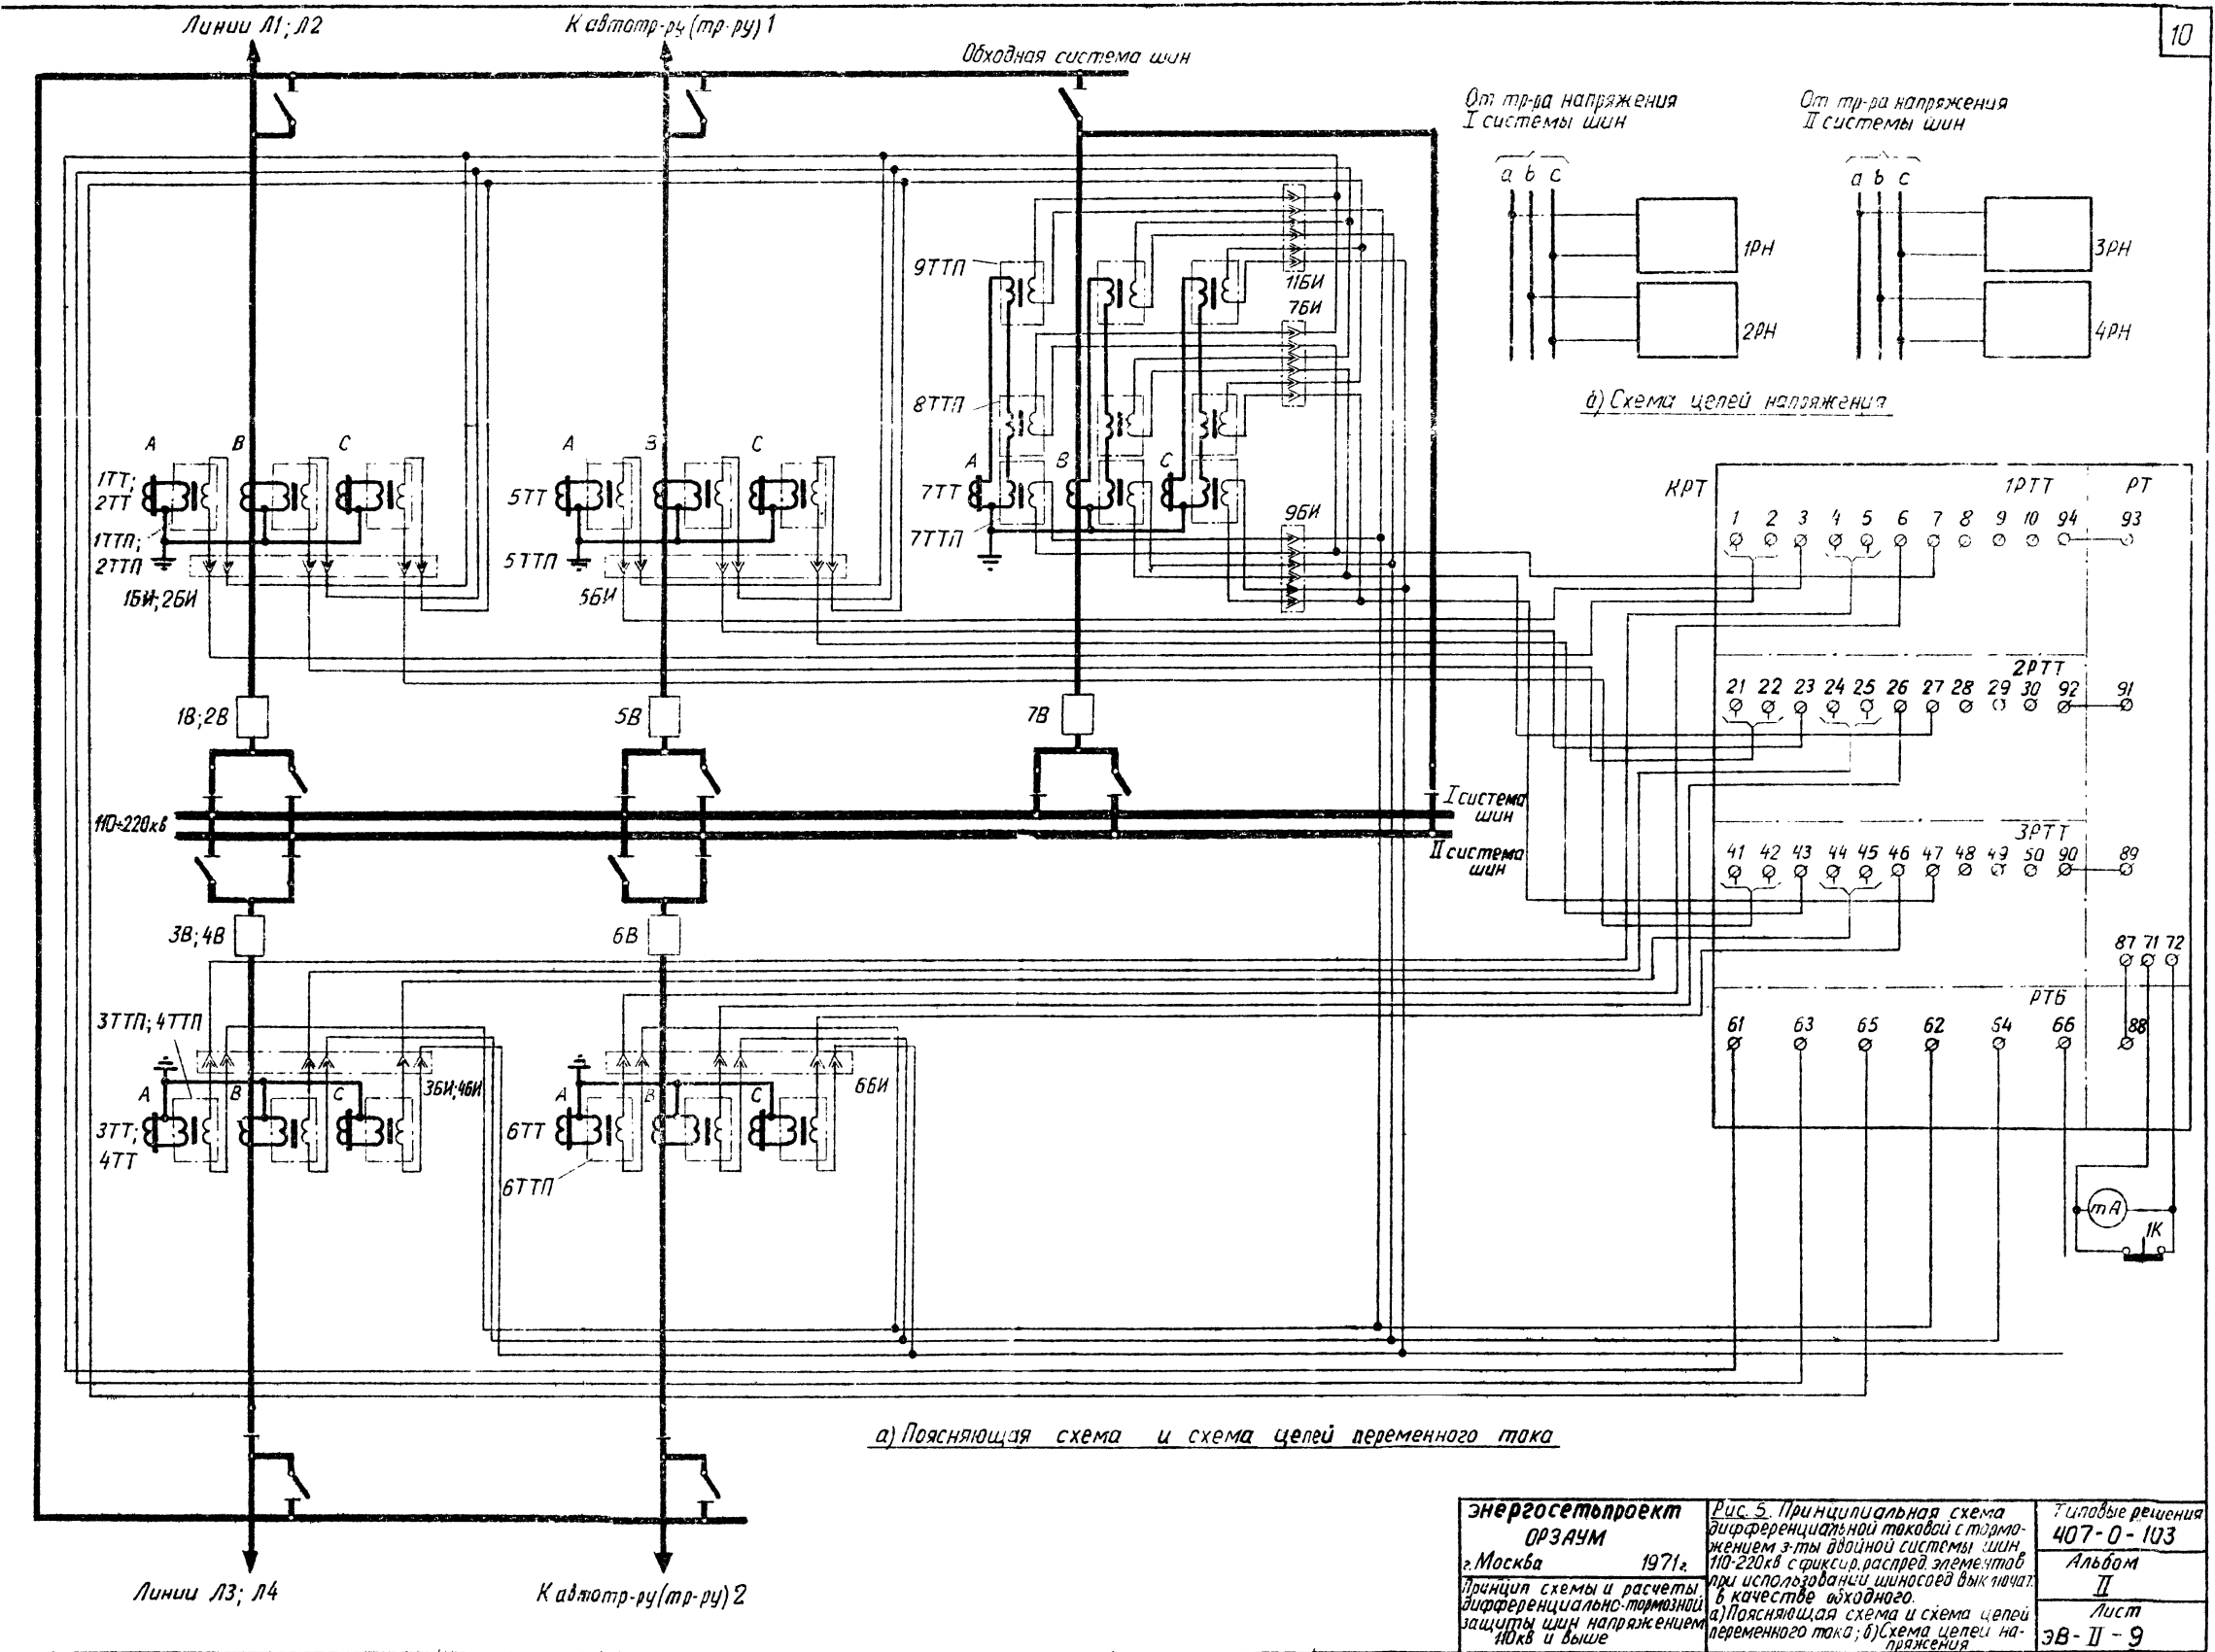 10
Линии Л1; Л2
К автотр-ру (тр-ру) 1
Обходная система шин
От тр-ра напряжения
I системы шин
От тр-ра напряжения
II системы шин
a b c
a b c
1РН
2РН
3РН
4РН
б) Схема цепей напряжения
9ТТП
11БИ
7БИ
8ТТП
А В С
1ТТ;
2ТТ
1ТТП;
2ТТП
1БИ; 2БИ
А В С
5ТТ
5ТТП
5БИ
А В С
7ТТ
7ТТП
9БИ
КРТ
1РТТ
РТ
1 2 3 4 5 6 7 8 9 10 94 93
2РТТ
21 22 23 24 25 26 27 28 29 30 92 91
3РТТ
41 42 43 44 45 46 47 48 49 50 90 89
87 71 72
РТБ
61 63 65 62 64 66 88
mA
1К
1В; 2В
5В
7В
110÷220кв
I система
шин
II система
шин
3В; 4В
6В
3ТТП; 4ТТП
А В С
3БИ; 4БИ
3ТТ;
4ТТ
А В С
6БИ
6ТТ
6ТТП
а) Поясняющая схема и схема цепей переменного тока
Линии Л3; Л4
К автотр-ру (тр-ру) 2
энергосетьпроект
ОРЗАУМ
г. Москва 1971г.
Принцип схемы и расчеты
дифференциально-тормозной
защиты шин напряжением
110кв и выше
Рис. 5. Принципиальная схема
дифференциальной токовой с тормо-
жением з-ты двойной системы шин
110-220кв с фиксир. распред. элементов
при использовании шиносоед выключат.
в качестве обходного.
а) Поясняющая схема и схема цепей
переменного тока; б) Схема цепей на-
пряжения
Типовые решения
407-0-103
Альбом
II
Лист
ЭВ-II-9